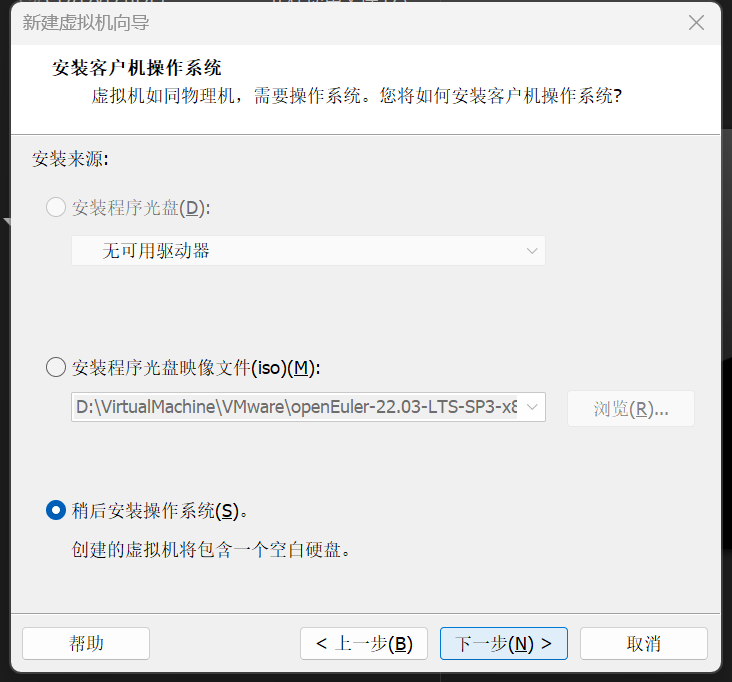 新建虚拟机向导
安装客户机操作系统
虚拟机如同物理机，需要操作系统。您将如何安装客户机操作系统?
安装来源:
安装程序光盘(D):
无可用驱动器
安装程序光盘映像文件(iso)(M):
D:\VirtualMachine\VMware\openEuler-22.03-LTS-SP3-x8
浏览(R)...
稍后安装操作系统(S)。
创建的虚拟机将包含一个空白硬盘。
帮助
< 上一步(B)
下一步(N) >
取消